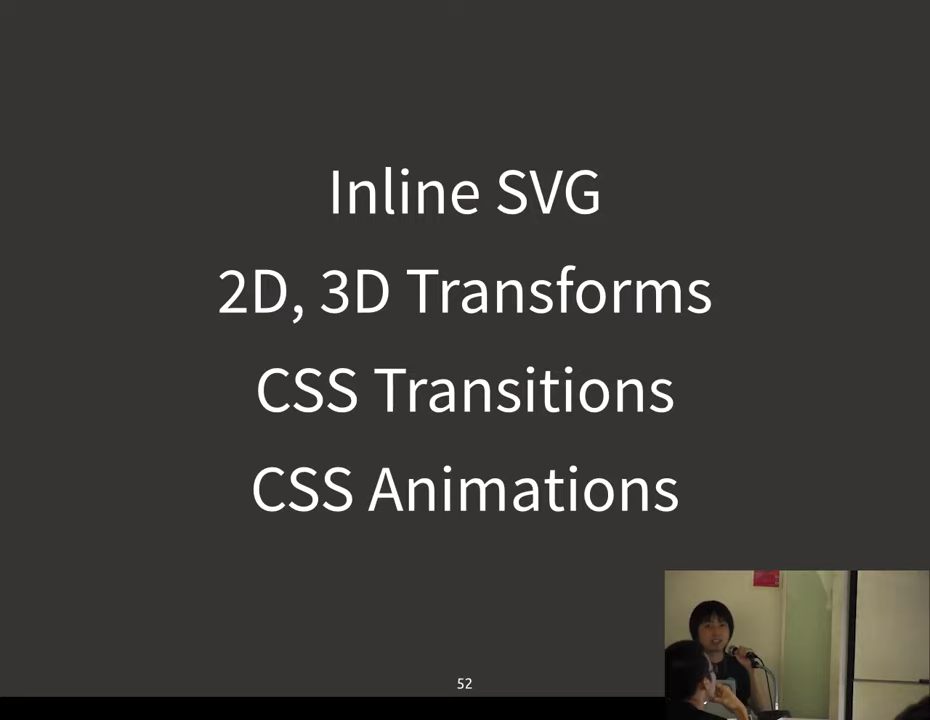 Inline SVG
2D, 3D Transforms
CSS Transitions
CSS Animations
52